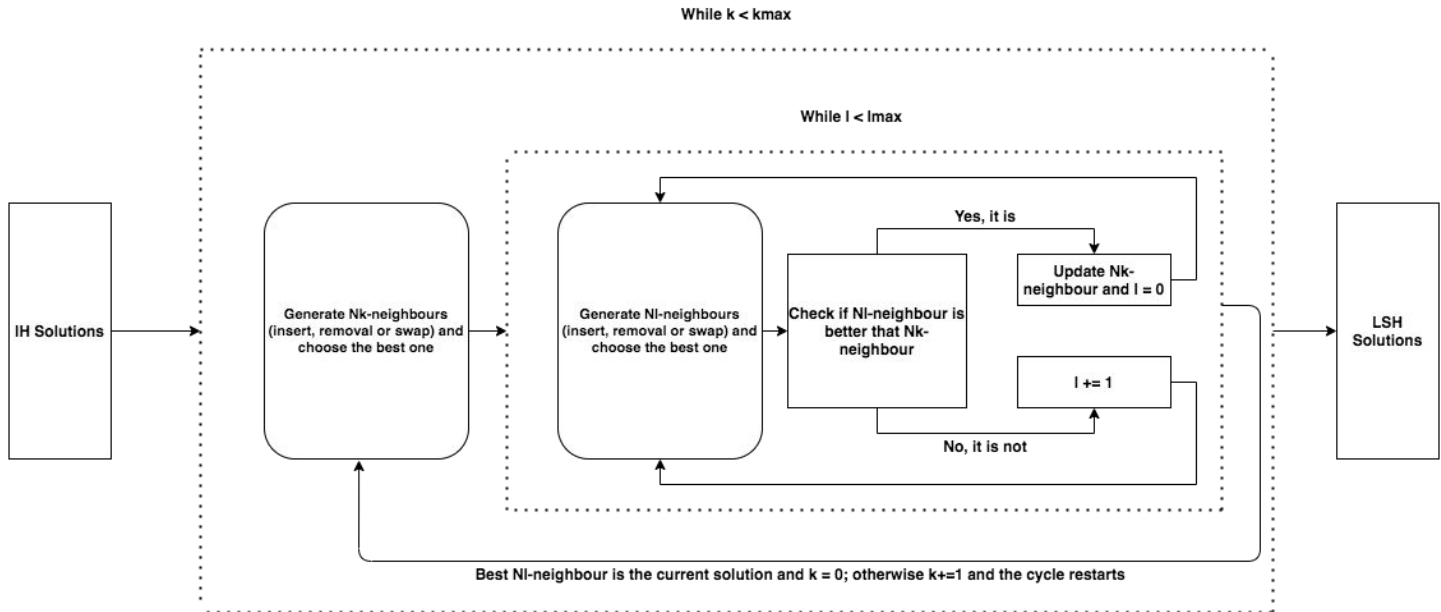 While k < kmax
While l < lmax
IH Solutions
Generate Nk-neighbours
(insert, removal or swap) and
choose the best one
Generate Nl-neighbours
(insert, removal or swap) and
choose the best one
Check if Nl-neighbour is
better that Nk-
neighbour
Yes, it is
Update Nk-
neighbour and l = 0
l += 1
No, it is not
LSH
Solutions
Best Nl-neighbour is the current solution and k = 0; otherwise k+=1 and the cycle restarts